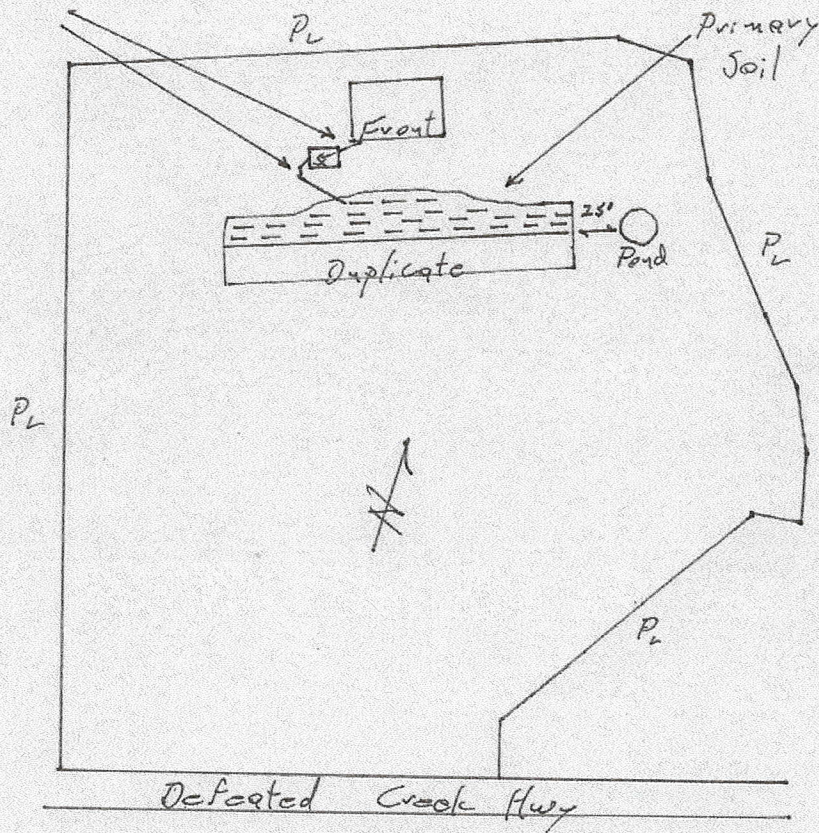 PL
Primary
Soil
Front
S
25'
Pond
Duplicate
PL
PL
N
PL
Defeated Creek Hwy